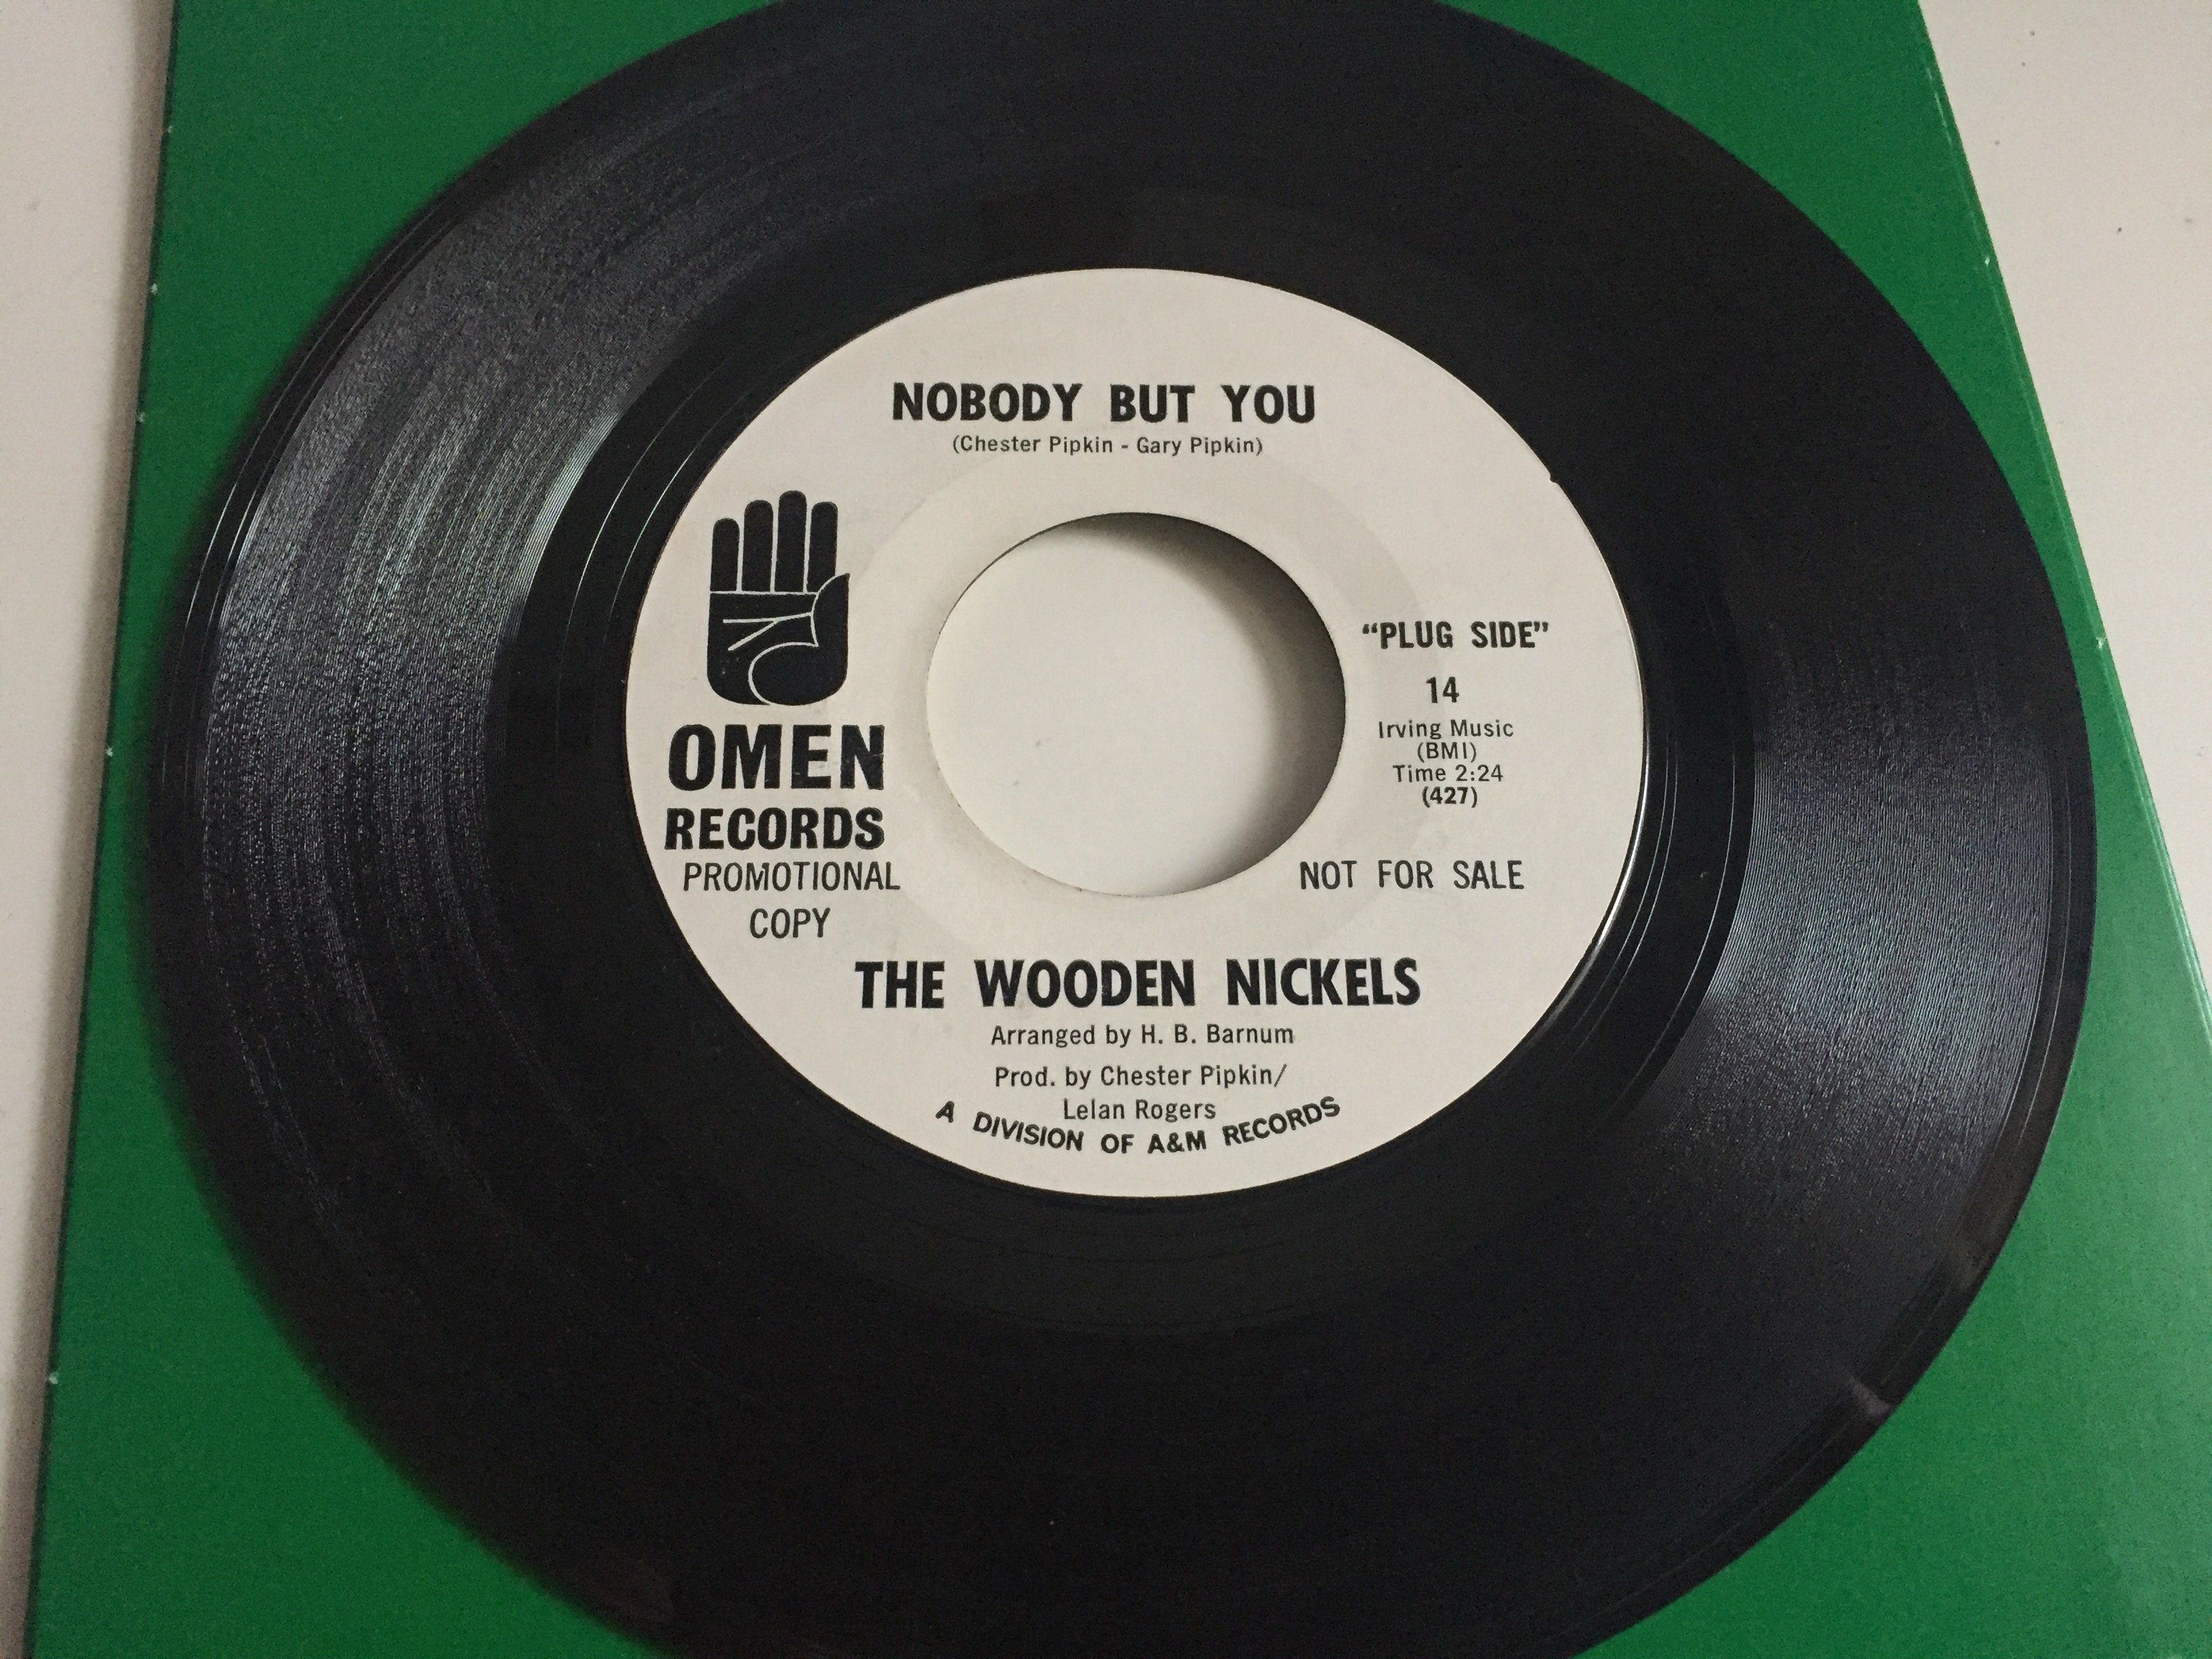 NOBODY BUT YOU
(Chester Pipkin - Gary Pipkin)
OMEN
RECORDS
PROMOTIONAL
COPY
“PLUG SIDE”
14
Irving Music
(BMI)
Time 2:24
(427)
NOT FOR SALE
THE WOODEN NICKELS
Arranged by H. B. Barnum
Prod. by Chester Pipkin/
Lelan Rogers
A DIVISION OF A&M RECORDS